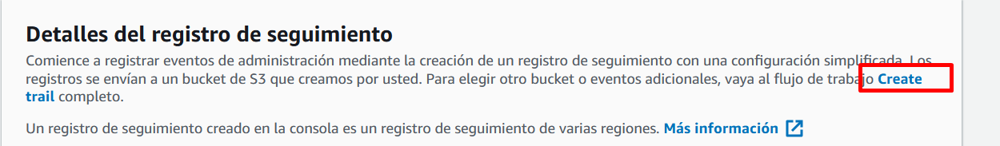 Detalles del registro de seguimiento
Comience a registrar eventos de administración mediante la creación de un registro de seguimiento con una configuración simplificada. Los
registros se envían a un bucket de S3 que creamos por usted. Para elegir otro bucket o eventos adicionales, vaya al flujo de trabajo Create
trail completo.
Un registro de seguimiento creado en la consola es un registro de seguimiento de varias regiones. Más información